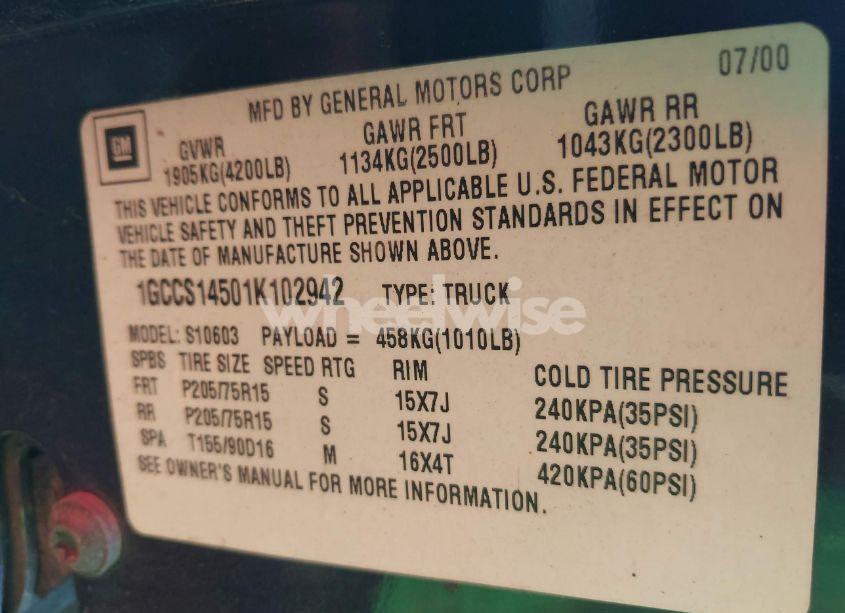 07/00
MFD BY GENERAL MOTORS CORP
GM
GVWR GAWR FRT GAWR RR
1905KG(4200LB) 1134KG(2500LB) 1043KG(2300LB)
THIS VEHICLE CONFORMS TO ALL APPLICABLE U.S. FEDERAL MOTOR
VEHICLE SAFETY AND THEFT PREVENTION STANDARDS IN EFFECT ON
THE DATE OF MANUFACTURE SHOWN ABOVE.
1GCCS14501K102942 TYPE: TRUCK
wheelwise
MODEL: S10603 PAYLOAD = 458KG(1010LB)
SPBS TIRE SIZE SPEED RTG RIM COLD TIRE PRESSURE
FRT P205/75R15 S 15X7J 240KPA(35PSI)
RR P205/75R15 S 15X7J 240KPA(35PSI)
SPA T155/90D16 M 16X4T 420KPA(60PSI)
SEE OWNER'S MANUAL FOR MORE INFORMATION.